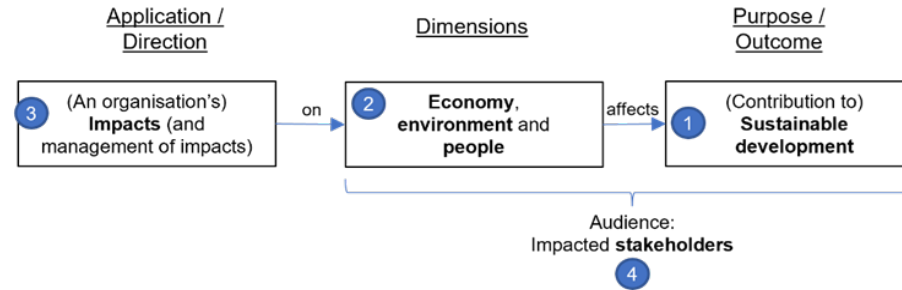 Application /
Direction
Dimensions
Purpose /
Outcome
3
(An organisation's)
Impacts (and
management of impacts)
on
2
Economy,
environment and
people
affects
1
(Contribution to)
Sustainable
development
Audience:
Impacted stakeholders
4